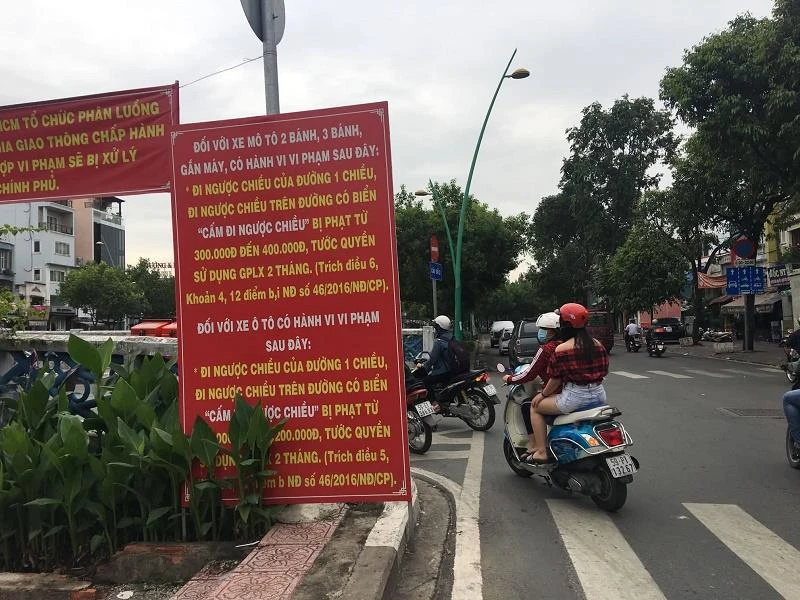 CM TỔ CHỨC PHÂN LUỒNG
GIA GIAO THÔNG CHẤP HÀNH
ỢP VI PHẠM SẼ BỊ XỬ LÝ
CHÍNH PHỦ.
ĐỐI VỚI XE MÔ TÔ 2 BÁNH, 3 BÁNH,
GẮN MÁY, CÓ HÀNH VI VI PHẠM SAU ĐÂY:
* ĐI NGƯỢC CHIỀU CỦA ĐƯỜNG 1 CHIỀU,
ĐI NGƯỢC CHIỀU TRÊN ĐƯỜNG CÓ BIỂN
“CẤM ĐI NGƯỢC CHIỀU” BỊ PHẠT TỪ
300.000Đ ĐẾN 400.000Đ, TƯỚC QUYỀN
SỬ DỤNG GPLX 2 THÁNG. (Trích điều 6,
Khoản 4, 12 điểm b,i NĐ số 46/2016/NĐ/CP).
ĐỐI VỚI XE Ô TÔ CÓ HÀNH VI VI PHẠM
SAU ĐÂY:
* ĐI NGƯỢC CHIỀU CỦA ĐƯỜNG 1 CHIỀU,
ĐI NGƯỢC CHIỀU TRÊN ĐƯỜNG CÓ BIỂN
“CẤM ĐI NGƯỢC CHIỀU” BỊ PHẠT TỪ
200.000Đ, TƯỚC QUYỀN
DỤNG 2 THÁNG. (Trích điều 5,
điểm b NĐ số 46/2016/NĐ/CP).